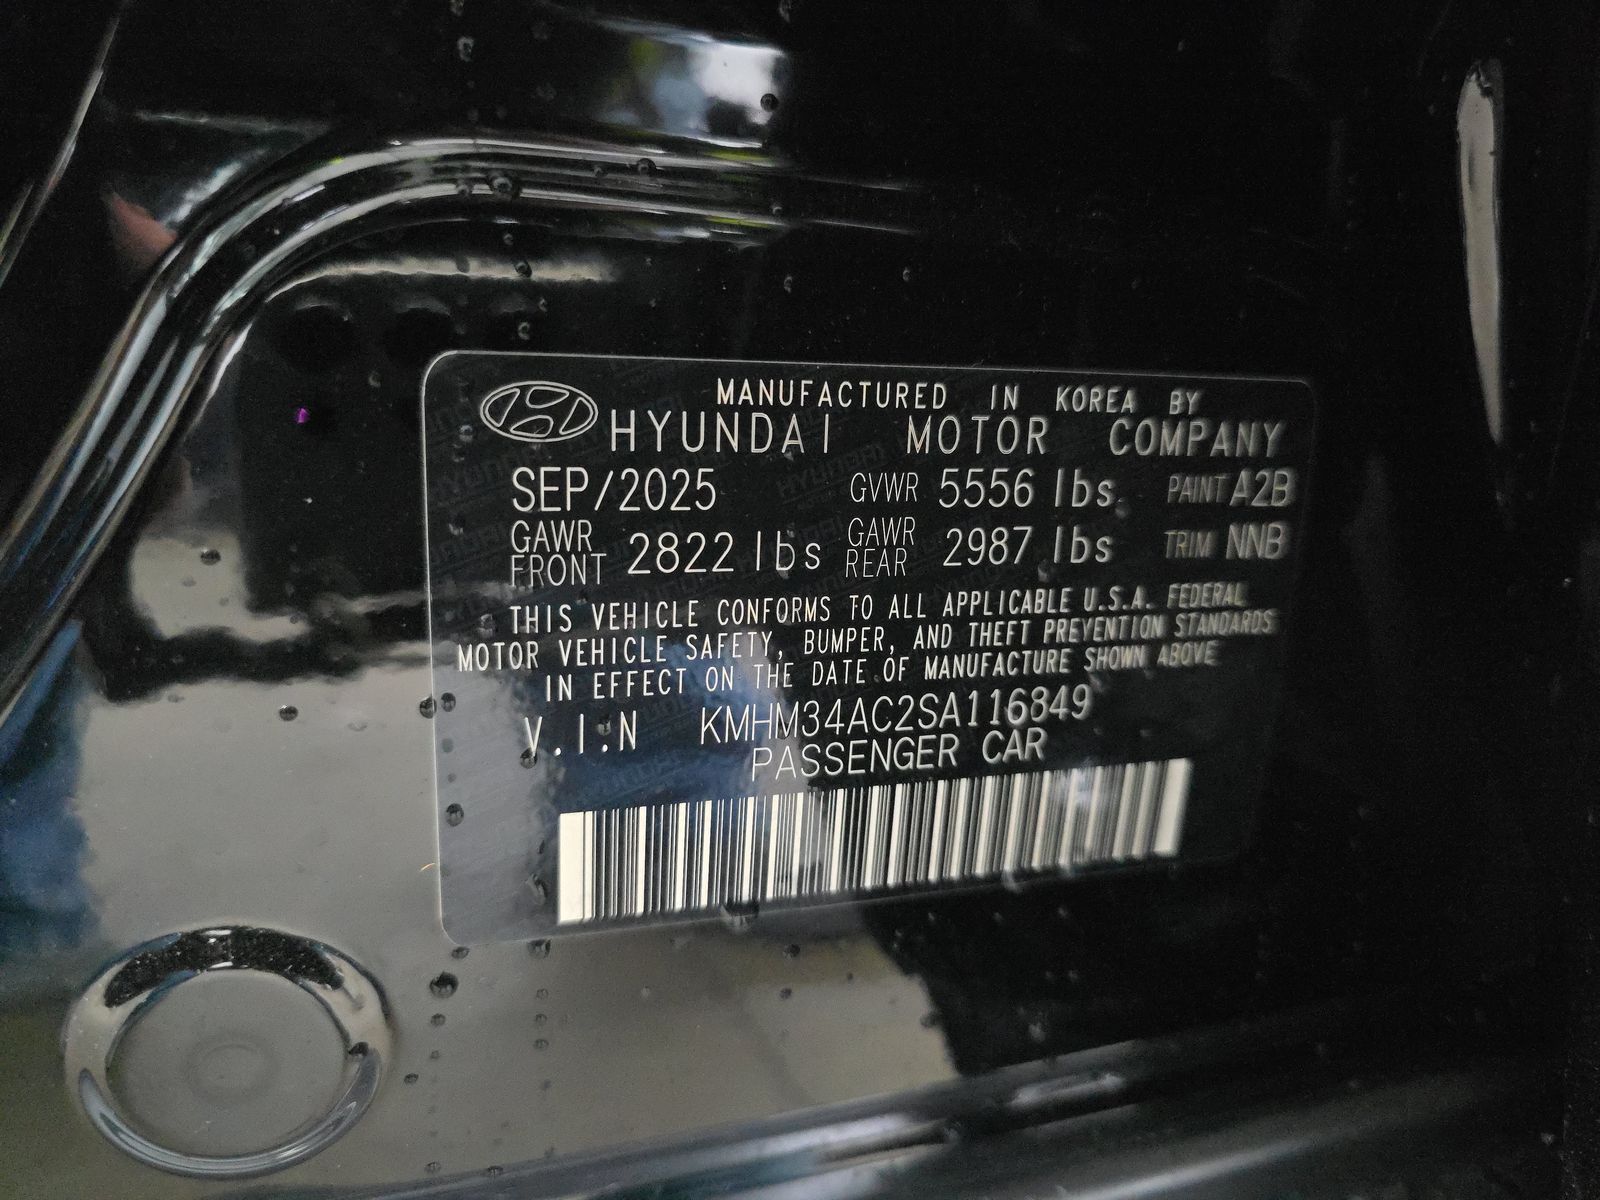 MANUFACTURED IN KOREA BY
HYUNDAI MOTOR COMPANY
SEP/2025 GVWR 5556 lbs PAINT A2B
GAWR FRONT 2822 lbs GAWR REAR 2987 lbs TRIM NNB
THIS VEHICLE CONFORMS TO ALL APPLICABLE U.S.A. FEDERAL
MOTOR VEHICLE SAFETY, BUMPER, AND THEFT PREVENTION STANDARDS
IN EFFECT ON THE DATE OF MANUFACTURE SHOWN ABOVE
V.I.N KMHM34AC2SA116849
PASSENGER CAR